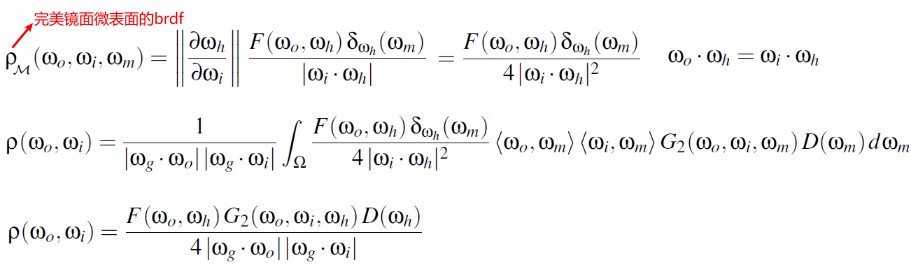 完美镜面微表面的brdf
ρ_ℳ(ω_o, ω_i, ω_m) = ‖∂ω_h/∂ω_i‖ F(ω_o, ω_h) δ_{ω_h}(ω_m) / |ω_i · ω_h| = F(ω_o, ω_h) δ_{ω_h}(ω_m) / 4 |ω_i · ω_h|² ω_o · ω_h = ω_i · ω_h
ρ(ω_o, ω_i) = 1 / |ω_g · ω_o| |ω_g · ω_i| ∫_Ω F(ω_o, ω_h) δ_{ω_h}(ω_m) / 4 |ω_i · ω_h|² ⟨ω_o, ω_m⟩ ⟨ω_i, ω_m⟩ G₂(ω_o, ω_i, ω_m) D(ω_m) dω_m
ρ(ω_o, ω_i) = F(ω_o, ω_h) G₂(ω_o, ω_i, ω_h) D(ω_h) / 4 |ω_g · ω_o| |ω_g · ω_i|